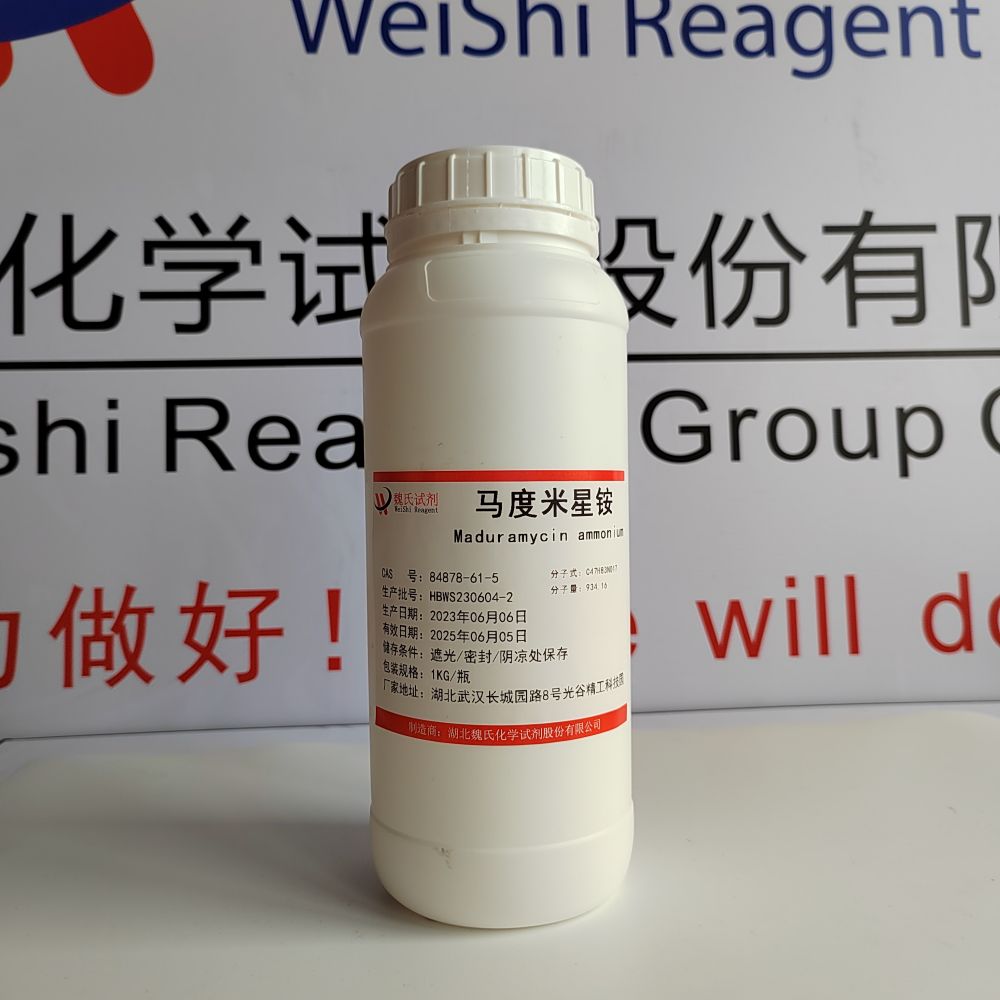 WeiShi Reagent
化学试 股份有限
shi Rea Group
做好！ e will do
魏氏试剂
WeiShi Reagent
马度米星铵
Maduramycin ammonium
CAS 号：84878-61-5
分子式：C47H83NO17
生产批号：HBWS230604-2
分子量：934.16
生产日期：2023年06月06日
有效日期：2025年06月05日
储存条件：遮光/密封/阴凉处保存
包装规格：1KG/瓶
厂家地址：湖北武汉长城园路8号光谷精工科技园
制造商：湖北魏氏化学试剂股份有限公司